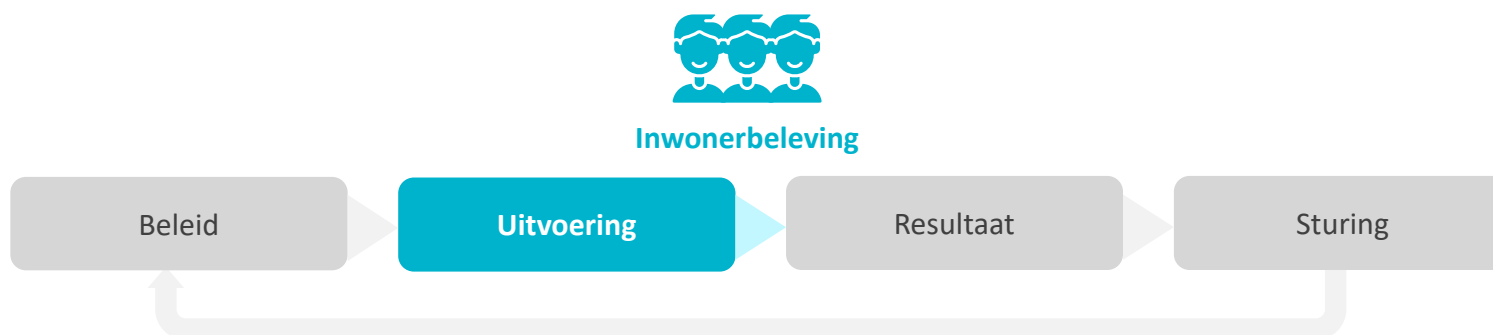 Inwonerbeleving
Beleid
Uitvoering
Resultaat
Sturing